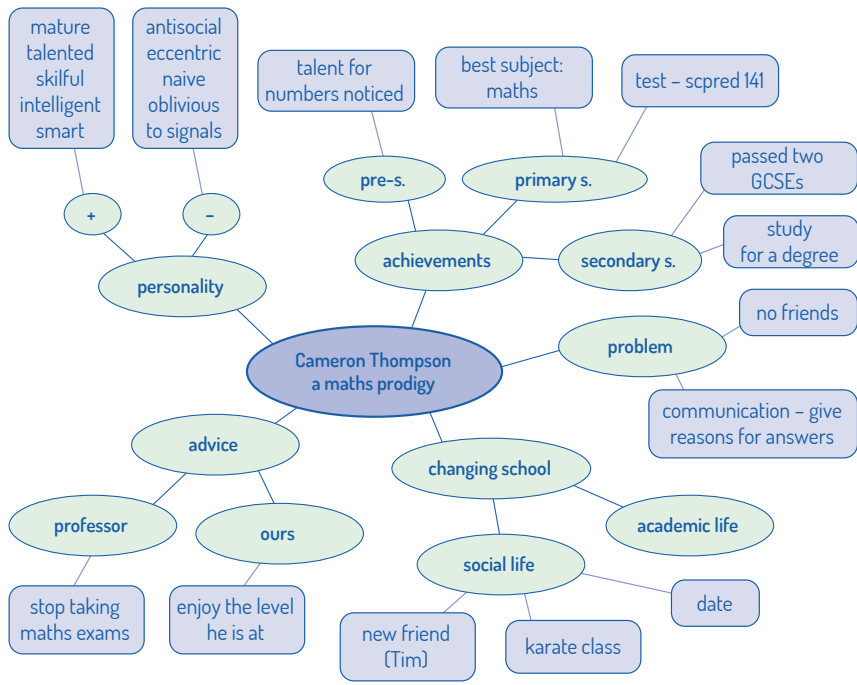 mature
talented
skilful
intelligent
smart
antisocial
eccentric
naive
oblivious
to signals
talent for
numbers noticed
best subject:
maths
test – scpred 141
+
–
pre-s.
primary s.
passed two
GCSEs
personality
achievements
secondary s.
study
for a degree
Cameron Thompson
a maths prodigy
problem
no friends
communication – give
reasons for answers
advice
changing school
professor
ours
academic life
social life
stop taking
maths exams
enjoy the level
he is at
new friend
(Tim)
karate class
date